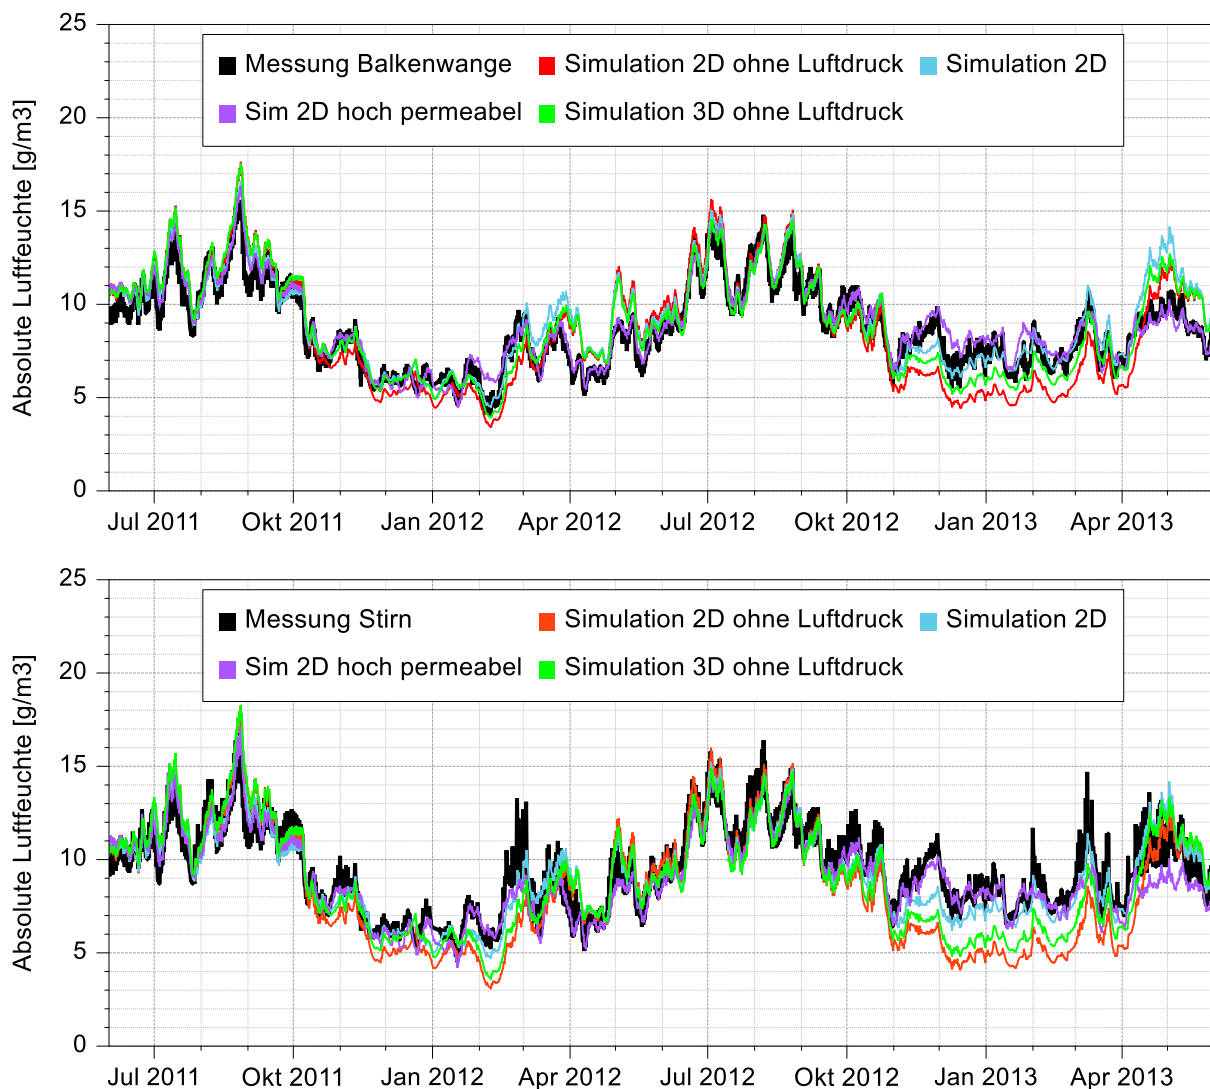 25
Messung Balkenwange Simulation 2D ohne Luftdruck Simulation 2D
Sim 2D hoch permeabel Simulation 3D ohne Luftdruck
20
15
10
5
0
Absolute Luftfeuchte [g/m3]
Jul 2011 Okt 2011 Jan 2012 Apr 2012 Jul 2012 Okt 2012 Jan 2013 Apr 2013
25
Messung Stirn Simulation 2D ohne Luftdruck Simulation 2D
Sim 2D hoch permeabel Simulation 3D ohne Luftdruck
20
15
10
5
0
Absolute Luftfeuchte [g/m3]
Jul 2011 Okt 2011 Jan 2012 Apr 2012 Jul 2012 Okt 2012 Jan 2013 Apr 2013